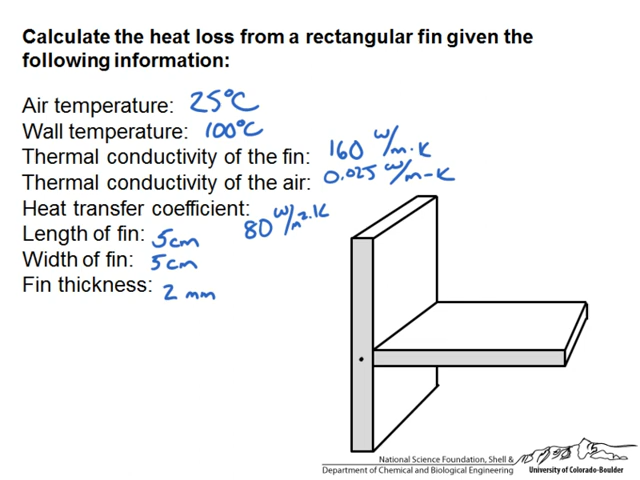 Calculate the heat loss from a rectangular fin given the
following information:
Air temperature: 25°C
Wall temperature: 100°C
Thermal conductivity of the fin: 160 W/m·K
Thermal conductivity of the air: 0.025 W/m-K
Heat transfer coefficient: 80 W/m²·K
Length of fin: 5cm
Width of fin: 5cm
Fin thickness: 2 mm
National Science Foundation, Shell &
Department of Chemical and Biological Engineering
University of Colorado-Boulder